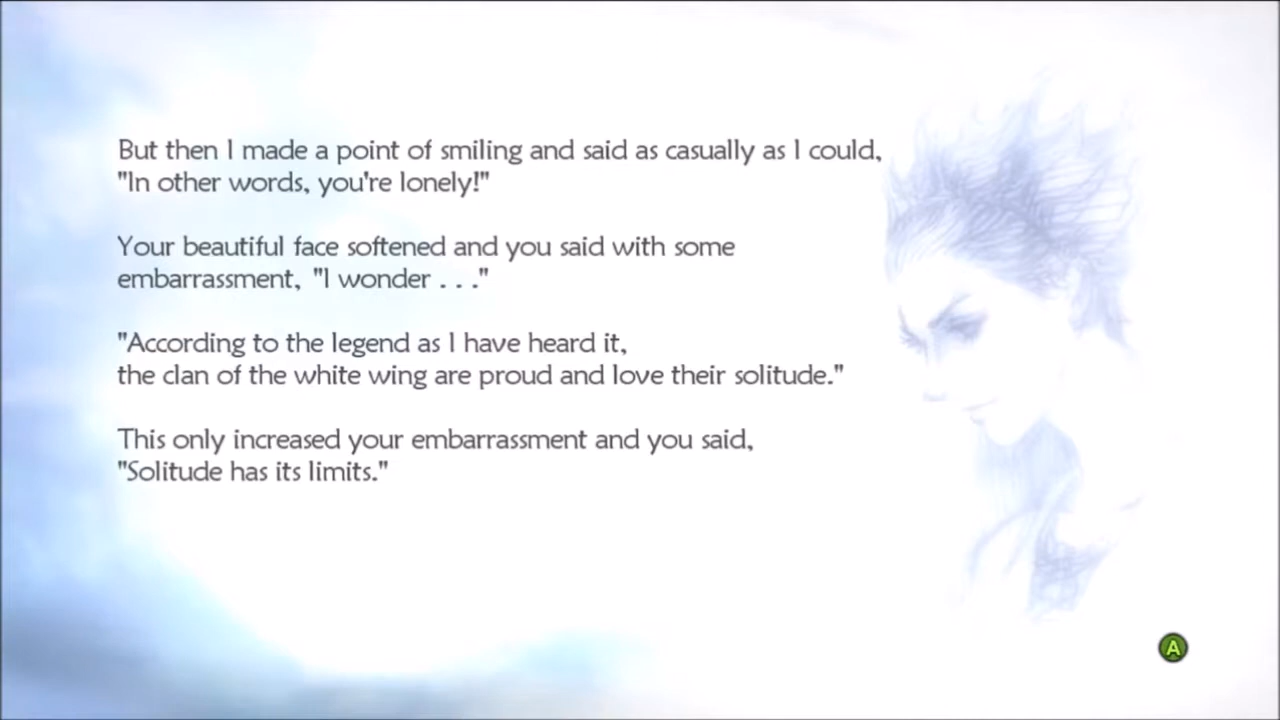 But then I made a point of smiling and said as casually as I could,
"In other words, you're lonely!"
Your beautiful face softened and you said with some
embarrassment, "I wonder . . ."
"According to the legend as I have heard it,
the clan of the white wing are proud and love their solitude."
This only increased your embarrassment and you said,
"Solitude has its limits."
A